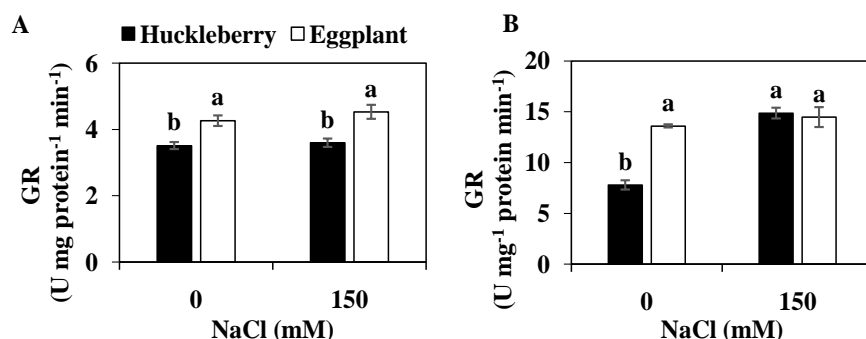 A
■Huckleberry □Eggplant
GR
(U mg protein⁻¹ min⁻¹)
6
4
2
0
b
a
b
a
0
150
NaCl (mM)
B
GR
(U mg⁻¹ protein min⁻¹)
20
15
10
5
0
b
a
a
a
0
150
NaCl (mM)